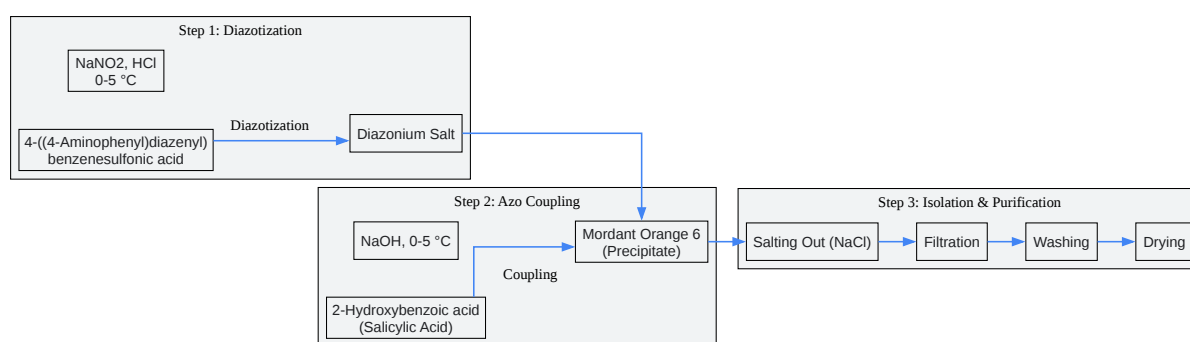 Step 1: Diazotization
NaNO2, HCl
0-5 °C
4-((4-Aminophenyl)diazenyl)
benzenesulfonic acid
Diazotization
Diazonium Salt
Step 2: Azo Coupling
NaOH, 0-5 °C
2-Hydroxybenzoic acid
(Salicylic Acid)
Coupling
Mordant Orange 6
(Precipitate)
Step 3: Isolation & Purification
Salting Out (NaCl)
Filtration
Washing
Drying